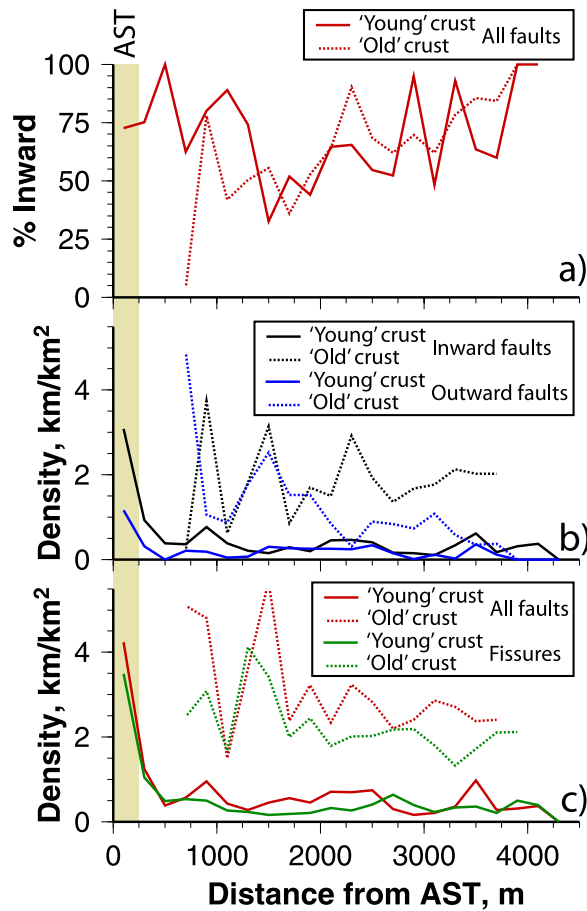 AST
'Young' crust
'Old' crust
All faults
100
75
50
25
0
% Inward
a)
'Young' crust
'Old' crust
Inward faults
'Young' crust
'Old' crust
Outward faults
4
2
0
Density, km/km²
b)
'Young' crust
'Old' crust
All faults
'Young' crust
'Old' crust
Fissures
4
2
0
Density, km/km²
c)
0 1000 2000 3000 4000
Distance from AST, m